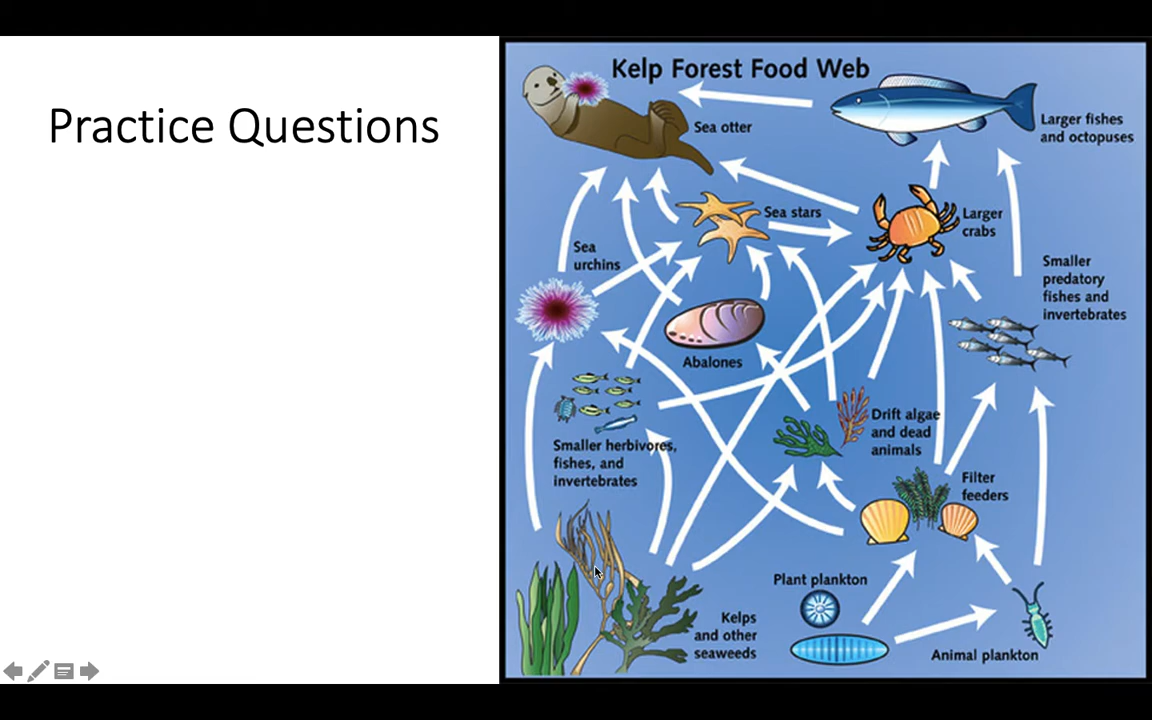 Practice Questions
Kelp Forest Food Web
Sea otter
Larger fishes
and octopuses
Sea stars
Larger
crabs
Sea
urchins
Smaller
predatory
fishes and
invertebrates
Abalones
Drift algae
and dead
animals
Smaller herbivores,
fishes, and
invertebrates
Filter
feeders
Plant plankton
Kelps
and other
seaweeds
Animal plankton